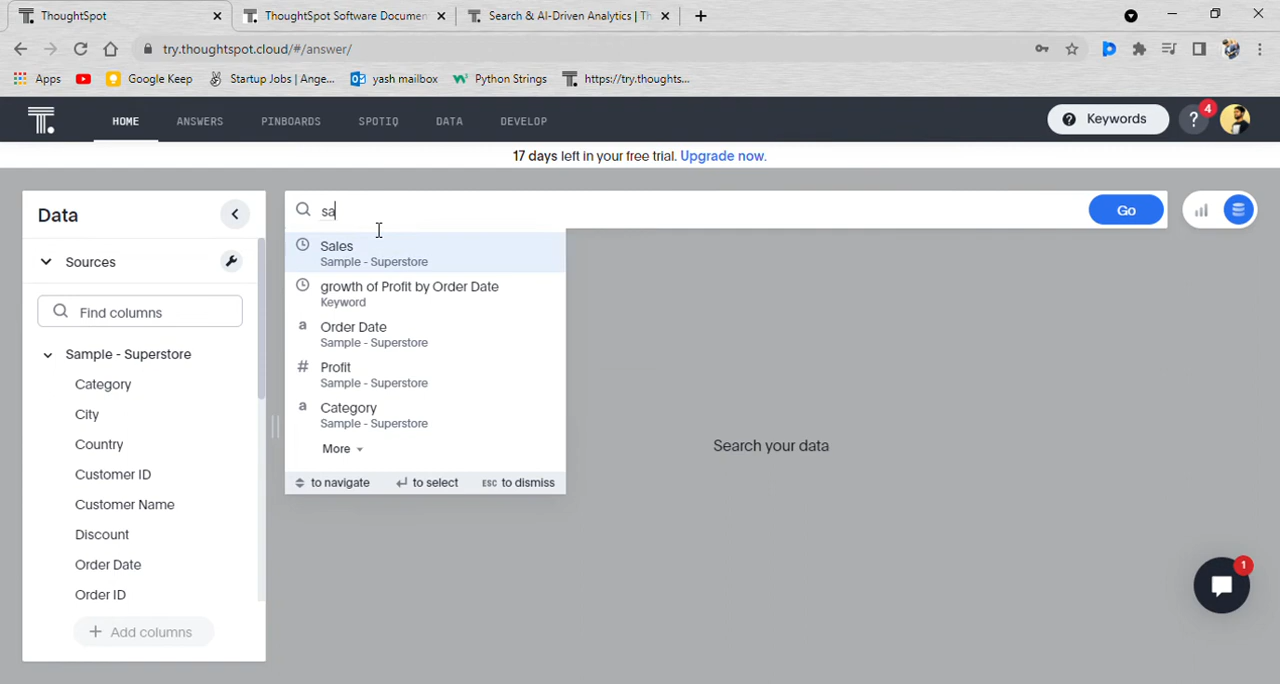 ThoughtSpot
ThoughtSpot Software Documen
Search & AI-Driven Analytics | Th
try.thoughtspot.cloud/#/answer/
Apps
Google Keep
Startup Jobs | Ange...
yash mailbox
Python Strings
https://try.thoughts...
HOME
ANSWERS
PINBOARDS
SPOTIQ
DATA
DEVELOP
Keywords
?
4
17 days left in your free trial. Upgrade now.
Data
sa
Go
Sources
Find columns
Sample - Superstore
Category
City
Country
Customer ID
Customer Name
Discount
Order Date
Order ID
+ Add columns
Sales
Sample - Superstore
growth of Profit by Order Date
Keyword
a Order Date
Sample - Superstore
# Profit
Sample - Superstore
a Category
Sample - Superstore
More
to navigate
to select
ESC to dismiss
Search your data
1